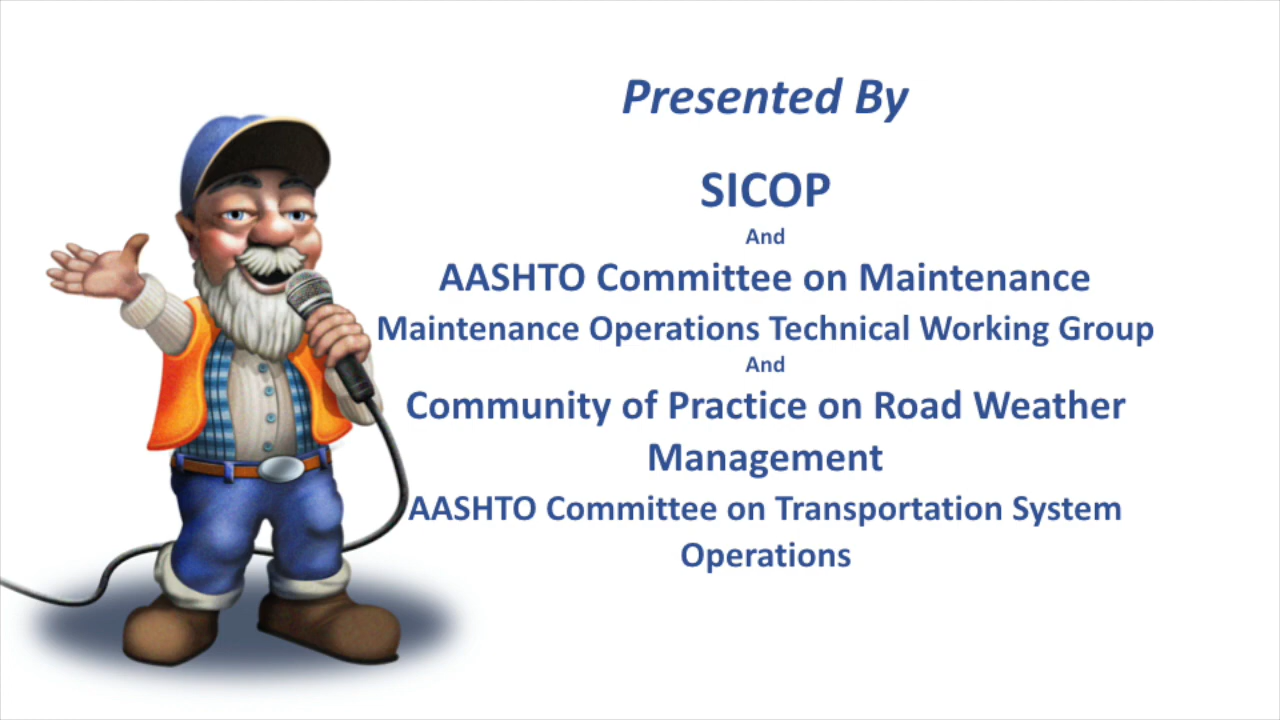 Presented By
SICOP
And
AASHTO Committee on Maintenance
Maintenance Operations Technical Working Group
And
Community of Practice on Road Weather
Management
AASHTO Committee on Transportation System
Operations